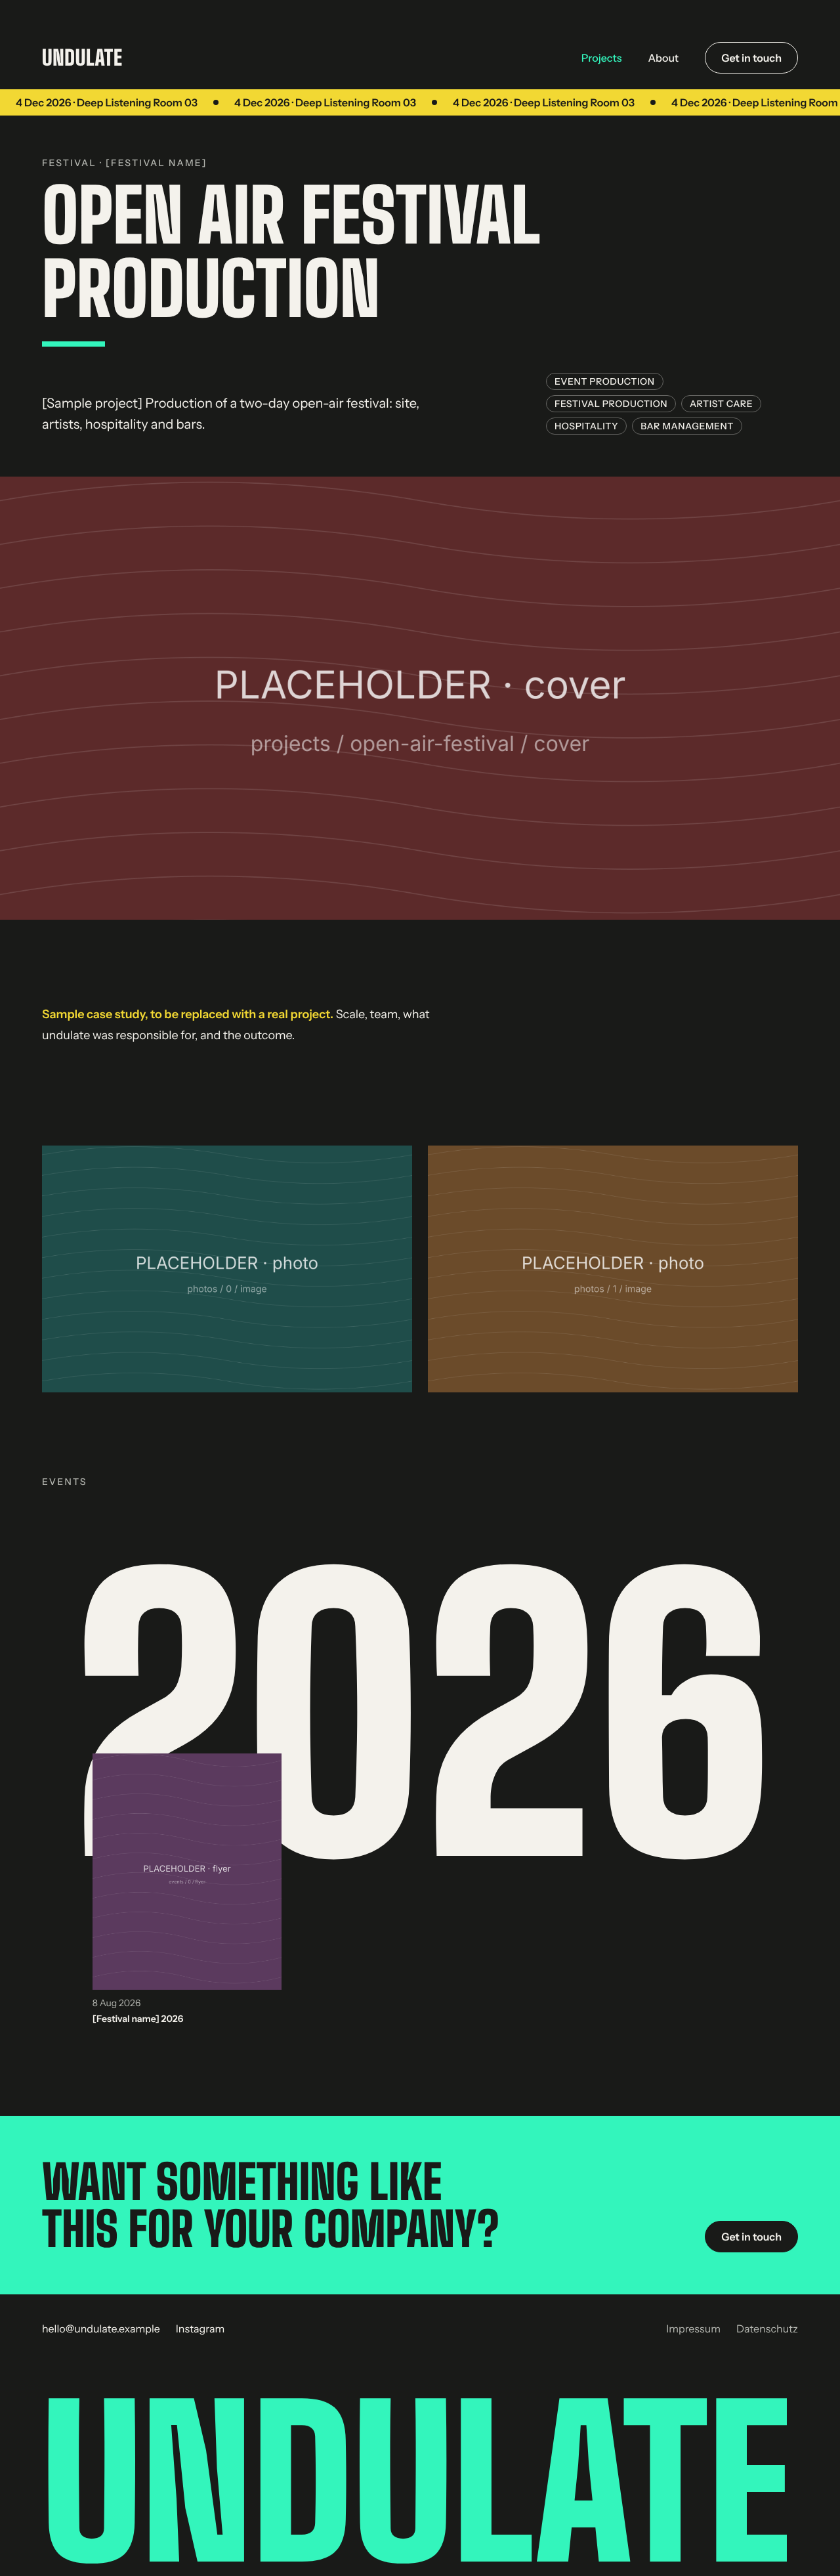 UNDULATE
Projects About Get in touch
4 Dec 2026 · Deep Listening Room 03 • 4 Dec 2026 · Deep Listening Room 03 • 4 Dec 2026 · Deep Listening Room 03 • 4 Dec 2026 · Deep Listening Room
FESTIVAL · [FESTIVAL NAME]
OPEN AIR FESTIVAL
PRODUCTION
[Sample project] Production of a two-day open-air festival: site,
artists, hospitality and bars.
EVENT PRODUCTION
FESTIVAL PRODUCTION ARTIST CARE
HOSPITALITY BAR MANAGEMENT
PLACEHOLDER · cover
projects / open-air-festival / cover
Sample case study, to be replaced with a real project. Scale, team, what
undulate was responsible for, and the outcome.
PLACEHOLDER · photo
photos / 0 / image
PLACEHOLDER · photo
photos / 1 / image
EVENTS
2026
PLACEHOLDER · flyer
events / 0 / flyer
8 Aug 2026
[Festival name] 2026
WANT SOMETHING LIKE
THIS FOR YOUR COMPANY?
Get in touch
hello@undulate.example Instagram
Impressum Datenschutz
UNDULATE